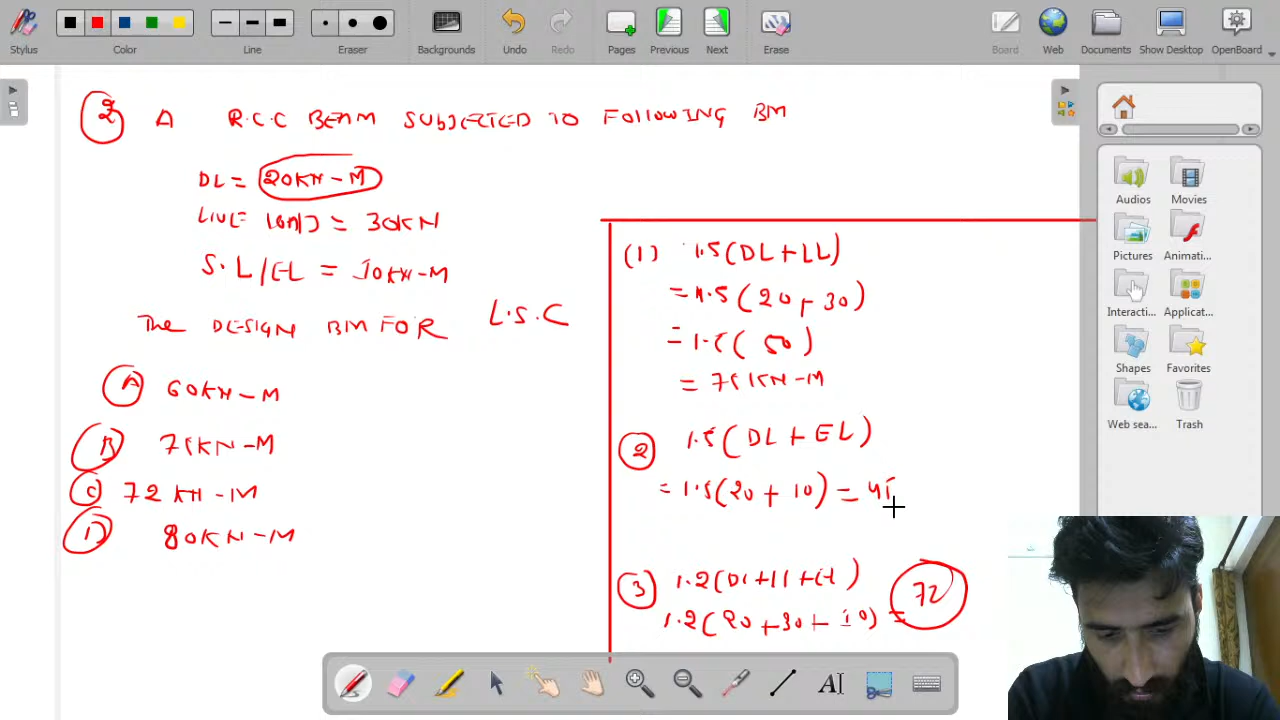 Stylus Color Line Eraser Backgrounds Undo Redo Pages Previous Next Erase Board Web Documents Show Desktop OpenBoard
2 A R.C.C BEAM SUBJECTED TO FOLLOWING BM
DL = 20KN-M
LIVE LOAD = 30KN
S.L/EL = 10KN-M
The DESIGN BM FOR L.S.C
A 60KN-M
B 75KN-M
C 72 KN-M
D 80KN-M
(1) 1.5(DL+LL)
= 1.5(20+30)
= 1.5(50)
= 75KN-M
2 1.5(DL+EL)
= 1.5(20+10) = 45
3 1.2(DL+LL+EL)
1.2(20+30+10) = 72
Audios Movies
Pictures Animati...
Interacti... Applicat...
Shapes Favorites
Web sea... Trash